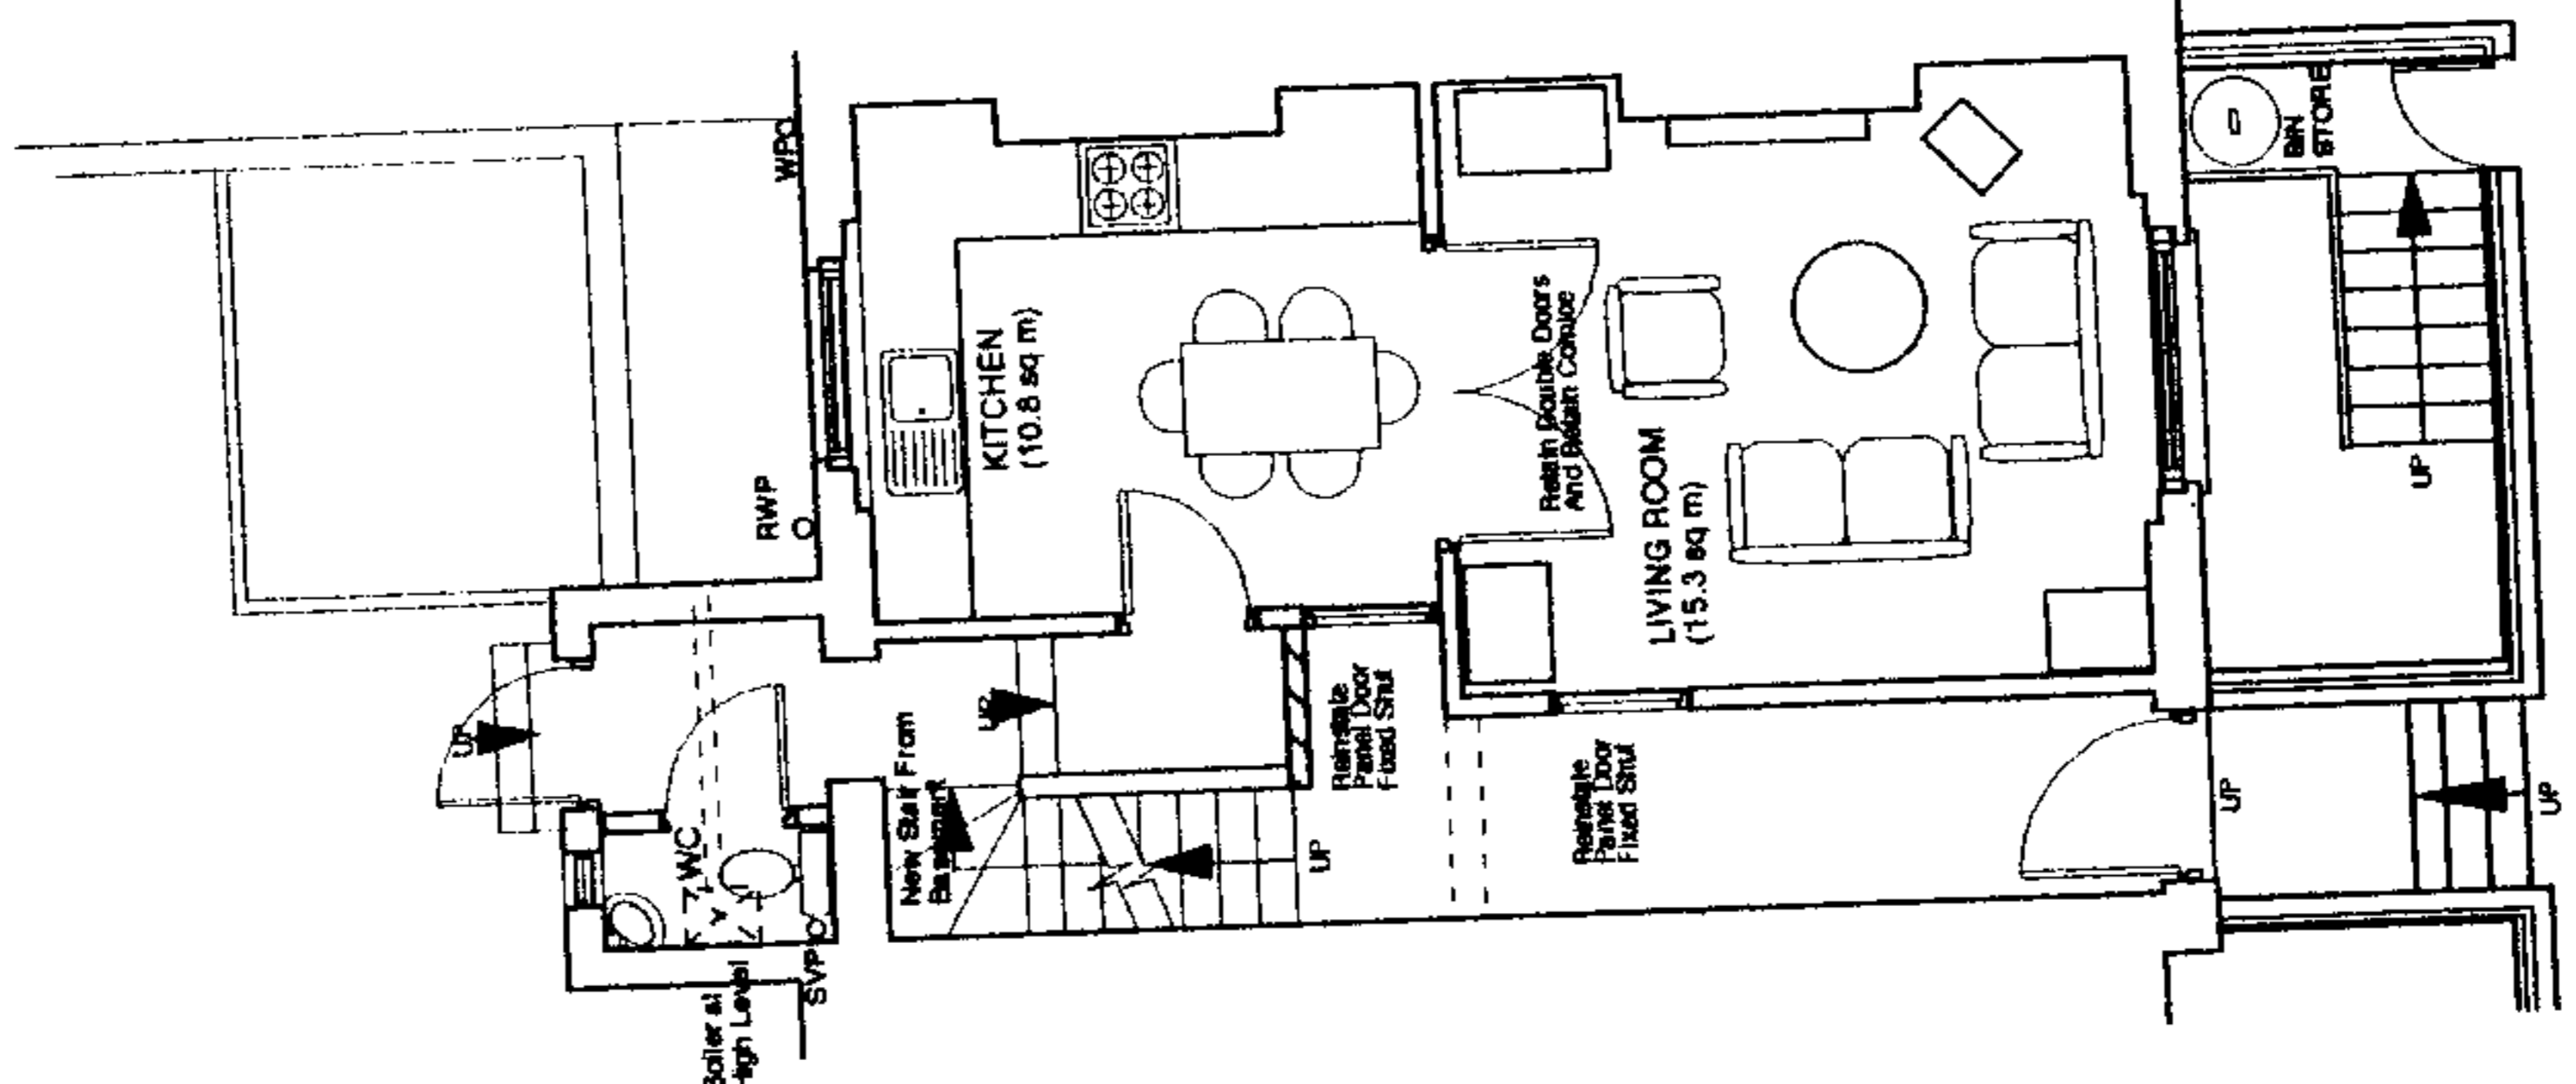 WPO
RWP
KITCHEN
(10.8 sq m)
Retain Double Doors
And Retain Cornice
LIVING ROOM
(15.3 sq m)
BIN
STORE
UP
UP
UP
New Stair From
Basement
UP
Reinstate
Panel Door
Fixed Shut
Reinstate
Panel Door
Fixed Shut
UP
UP
UP
WC
SVP
Boiler at
High Level